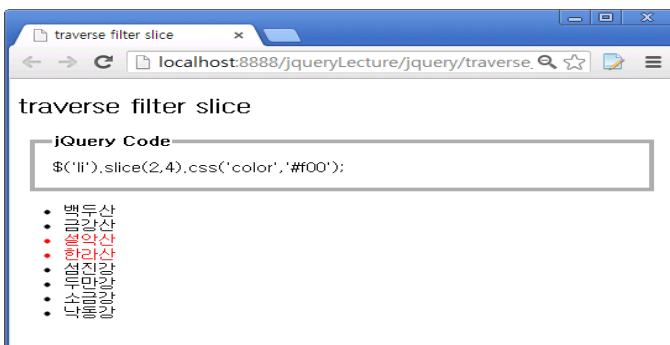 traverse filter slice
localhost:8888/jqueryLecture/jquery/traverse_
traverse filter slice
jQuery Code
$('li').slice(2,4).css('color','#f00');
백두산
금강산
설악산
한라산
섬진강
두만강
소금강
낙동강